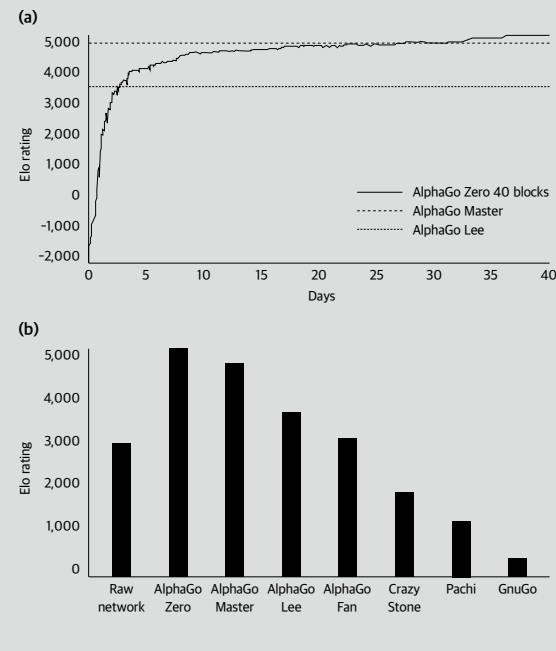 (a)
5,000
4,000
3,000
2,000
1,000
0
-1,000
-2,000
Elo rating
AlphaGo Zero 40 blocks
AlphaGo Master
AlphaGo Lee
0 5 10 15 20 25 30 35 40
Days
(b)
5,000
4,000
3,000
2,000
1,000
0
Elo rating
Raw network
AlphaGo Zero
AlphaGo Master
AlphaGo Lee
AlphaGo Fan
Crazy Stone
Pachi
GnuGo